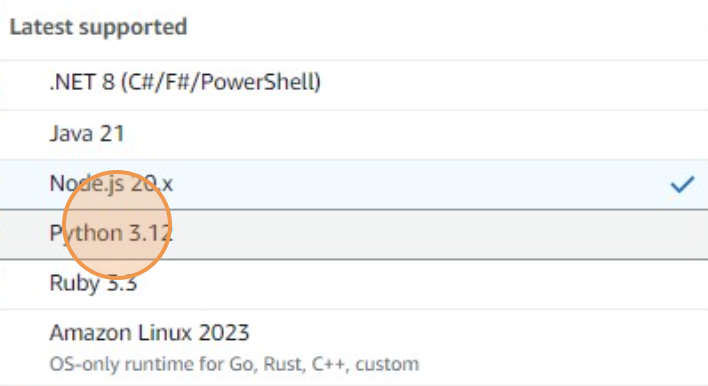 Latest supported
.NET 8 (C#/F#/PowerShell)
Java 21
Node.js 20.x
Python 3.12
Ruby 3.3
Amazon Linux 2023
OS-only runtime for Go, Rust, C++, custom